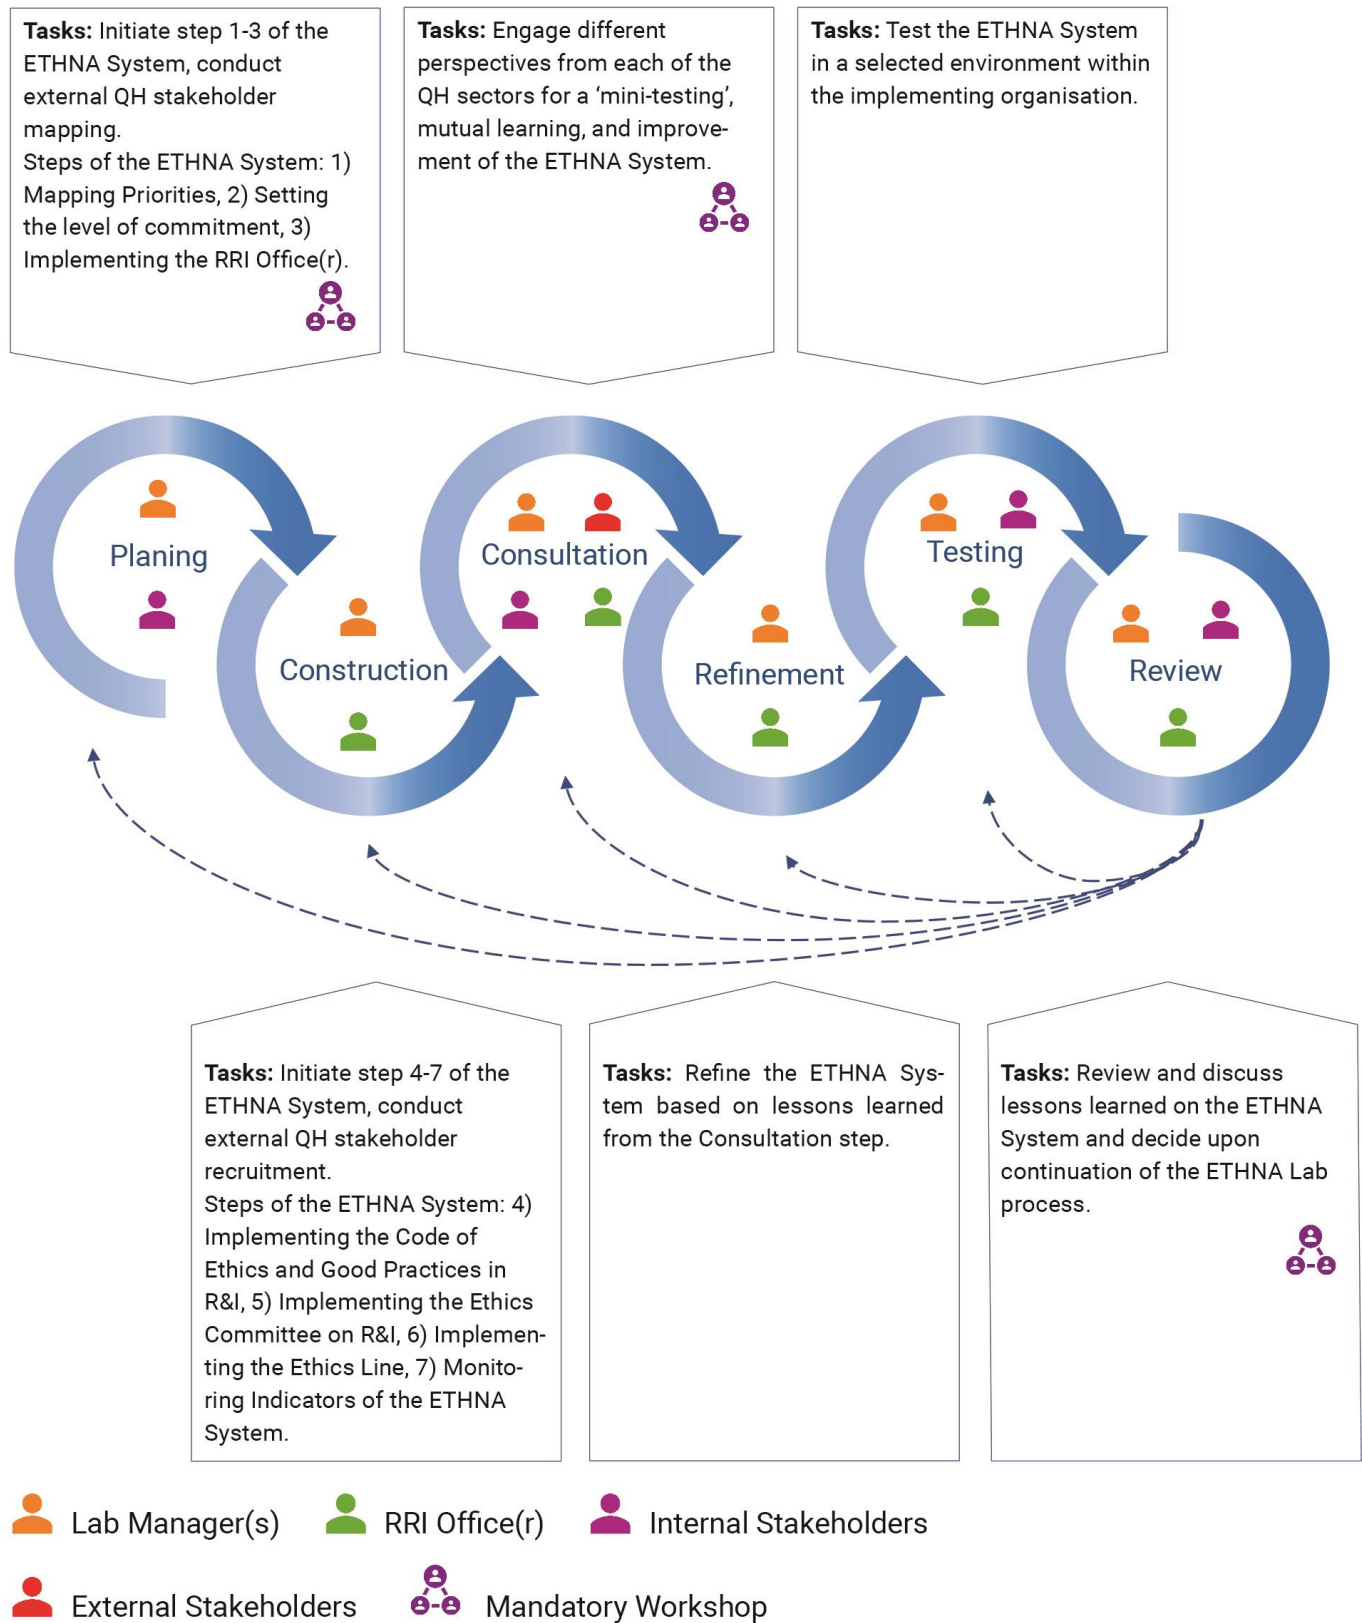 Tasks: Initiate step 1-3 of the
ETHNA System, conduct
external QH stakeholder
mapping.
Steps of the ETHNA System: 1)
Mapping Priorities, 2) Setting
the level of commitment, 3)
Implementing the RRI Office(r).
Tasks: Engage different
perspectives from each of the
QH sectors for a ‘mini-testing’,
mutual learning, and improve-
ment of the ETHNA System.
Tasks: Test the ETHNA System
in a selected environment within
the implementing organisation.
Planing
Construction
Consultation
Refinement
Testing
Review
Tasks: Initiate step 4-7 of the
ETHNA System, conduct
external QH stakeholder
recruitment.
Steps of the ETHNA System: 4)
Implementing the Code of
Ethics and Good Practices in
R&I, 5) Implementing the Ethics
Committee on R&I, 6) Implemen-
ting the Ethics Line, 7) Monito-
ring Indicators of the ETHNA
System.
Tasks: Refine the ETHNA Sys-
tem based on lessons learned
from the Consultation step.
Tasks: Review and discuss
lessons learned on the ETHNA
System and decide upon
continuation of the ETHNA Lab
process.
Lab Manager(s)
RRI Office(r)
Internal Stakeholders
External Stakeholders
Mandatory Workshop